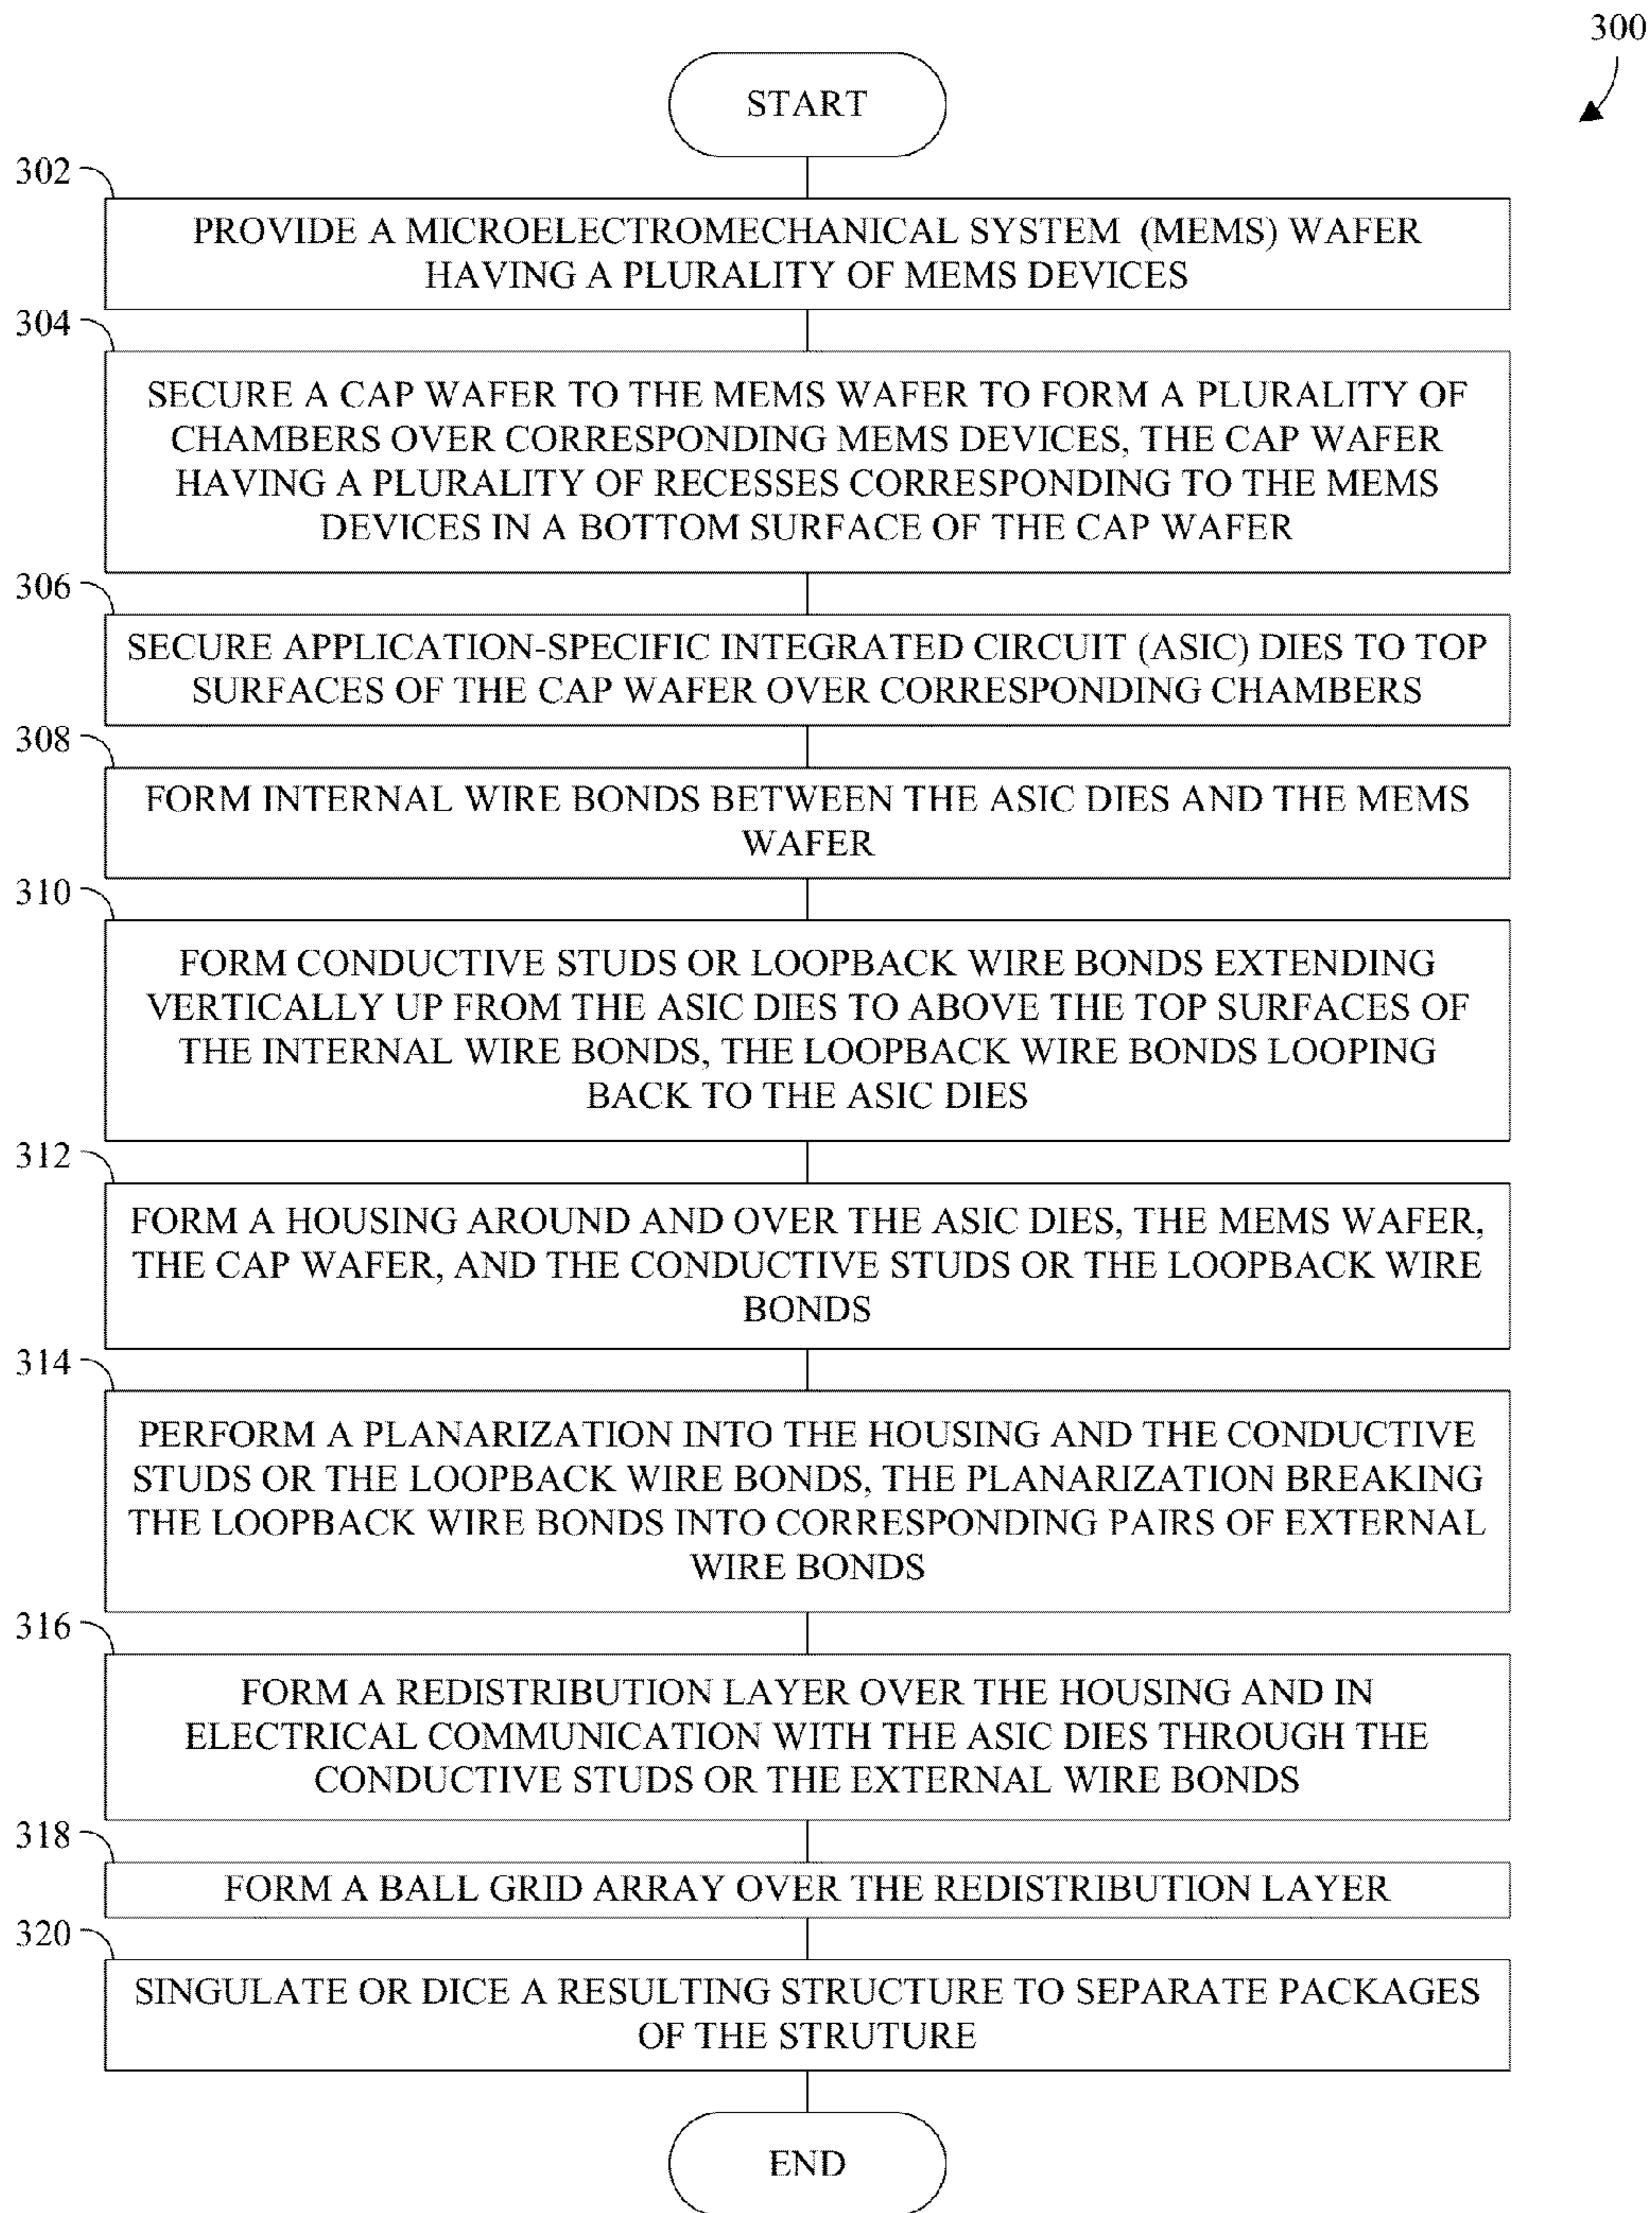 300
START
302
PROVIDE A MICROELECTROMECHANICAL SYSTEM (MEMS) WAFER
HAVING A PLURALITY OF MEMS DEVICES
304
SECURE A CAP WAFER TO THE MEMS WAFER TO FORM A PLURALITY OF
CHAMBERS OVER CORRESPONDING MEMS DEVICES, THE CAP WAFER
HAVING A PLURALITY OF RECESSES CORRESPONDING TO THE MEMS
DEVICES IN A BOTTOM SURFACE OF THE CAP WAFER
306
SECURE APPLICATION-SPECIFIC INTEGRATED CIRCUIT (ASIC) DIES TO TOP
SURFACES OF THE CAP WAFER OVER CORRESPONDING CHAMBERS
308
FORM INTERNAL WIRE BONDS BETWEEN THE ASIC DIES AND THE MEMS
WAFER
310
FORM CONDUCTIVE STUDS OR LOOPBACK WIRE BONDS EXTENDING
VERTICALLY UP FROM THE ASIC DIES TO ABOVE THE TOP SURFACES OF
THE INTERNAL WIRE BONDS, THE LOOPBACK WIRE BONDS LOOPING
BACK TO THE ASIC DIES
312
FORM A HOUSING AROUND AND OVER THE ASIC DIES, THE MEMS WAFER,
THE CAP WAFER, AND THE CONDUCTIVE STUDS OR THE LOOPBACK WIRE
BONDS
314
PERFORM A PLANARIZATION INTO THE HOUSING AND THE CONDUCTIVE
STUDS OR THE LOOPBACK WIRE BONDS, THE PLANARIZATION BREAKING
THE LOOPBACK WIRE BONDS INTO CORRESPONDING PAIRS OF EXTERNAL
WIRE BONDS
316
FORM A REDISTRIBUTION LAYER OVER THE HOUSING AND IN
ELECTRICAL COMMUNICATION WITH THE ASIC DIES THROUGH THE
CONDUCTIVE STUDS OR THE EXTERNAL WIRE BONDS
318
FORM A BALL GRID ARRAY OVER THE REDISTRIBUTION LAYER
320
SINGULATE OR DICE A RESULTING STRUCTURE TO SEPARATE PACKAGES
OF THE STRUTURE
END